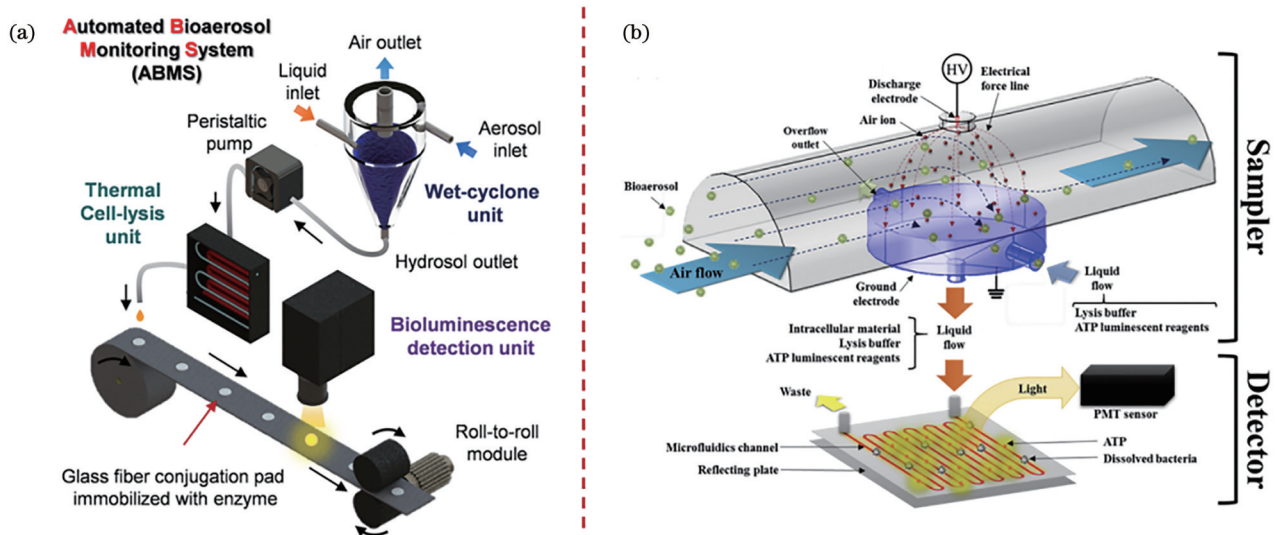 (a)
Automated Bioaerosol
Monitoring System
(ABMS)
Air outlet
Liquid
inlet
Peristaltic
pump
Aerosol
inlet
Thermal
Cell-lysis
unit
Wet-cyclone
unit
Hydrosol outlet
Bioluminescence
detection unit
Roll-to-roll
module
Glass fiber conjugation pad
immobilized with enzyme
(b)
HV
Discharge
electrode
Electrical
force line
Air ion
Overflow
outlet
Bioaerosol
Air flow
Ground
electrode
Liquid
flow
Lysis buffer
ATP luminescent reagents
Intracellular material
Lysis buffer
ATP luminescent reagents
Liquid
flow
Sampler
Waste
Light
PMT sensor
Microfluidics channel
Reflecting plate
ATP
Dissolved bacteria
Detector